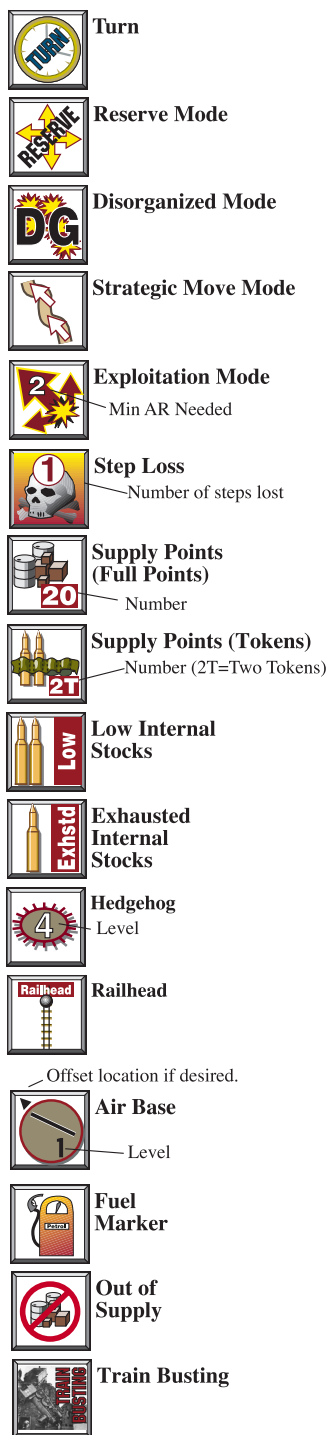 TURN
Turn
RESERVE
Reserve Mode
DG
Disorganized Mode
Strategic Move Mode
2
Exploitation Mode
Min AR Needed
1
Step Loss
Number of steps lost
Supply Points
(Full Points)
20
Number
Supply Points (Tokens)
Number (2T=Two Tokens)
2T
Low
Low Internal
Stocks
Exhstd
Exhausted
Internal
Stocks
Hedgehog
4
Level
Railhead
Railhead
Offset location if desired.
Air Base
1
Level
Fuel
Marker
Petrol
Out of
Supply
TRAIN
BUSTING
Train Busting